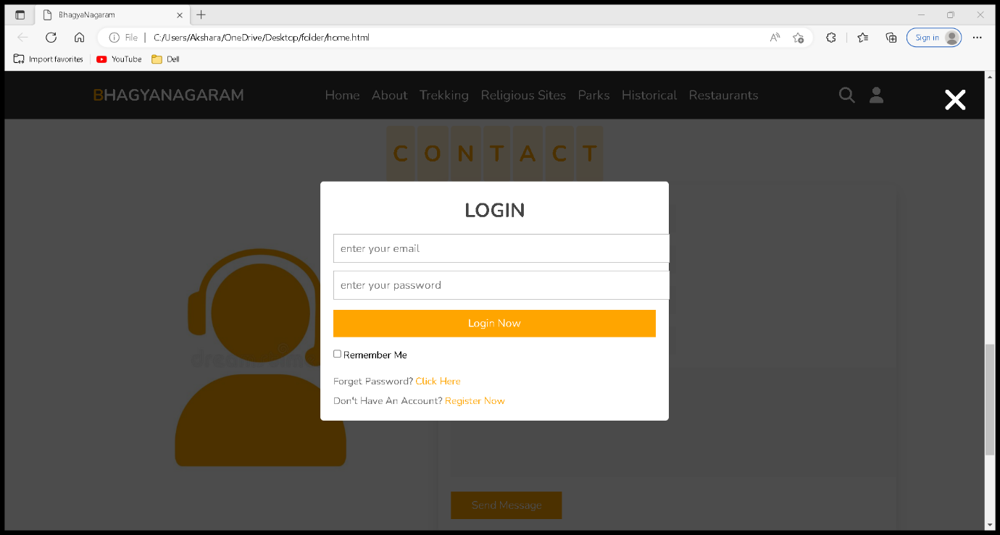 BhagyaNagaram
File | C:/Users/Akshara/OneDrive/Desktop/folder/home.html
Sign in
Import favorites YouTube Dell
BHAGYANAGARAM Home About Trekking Religious Sites Parks Historical Restaurants
CONTACT
LOGIN
enter your email
enter your password
Login Now
Remember Me
Forget Password? Click Here
Don't Have An Account? Register Now
Send Message